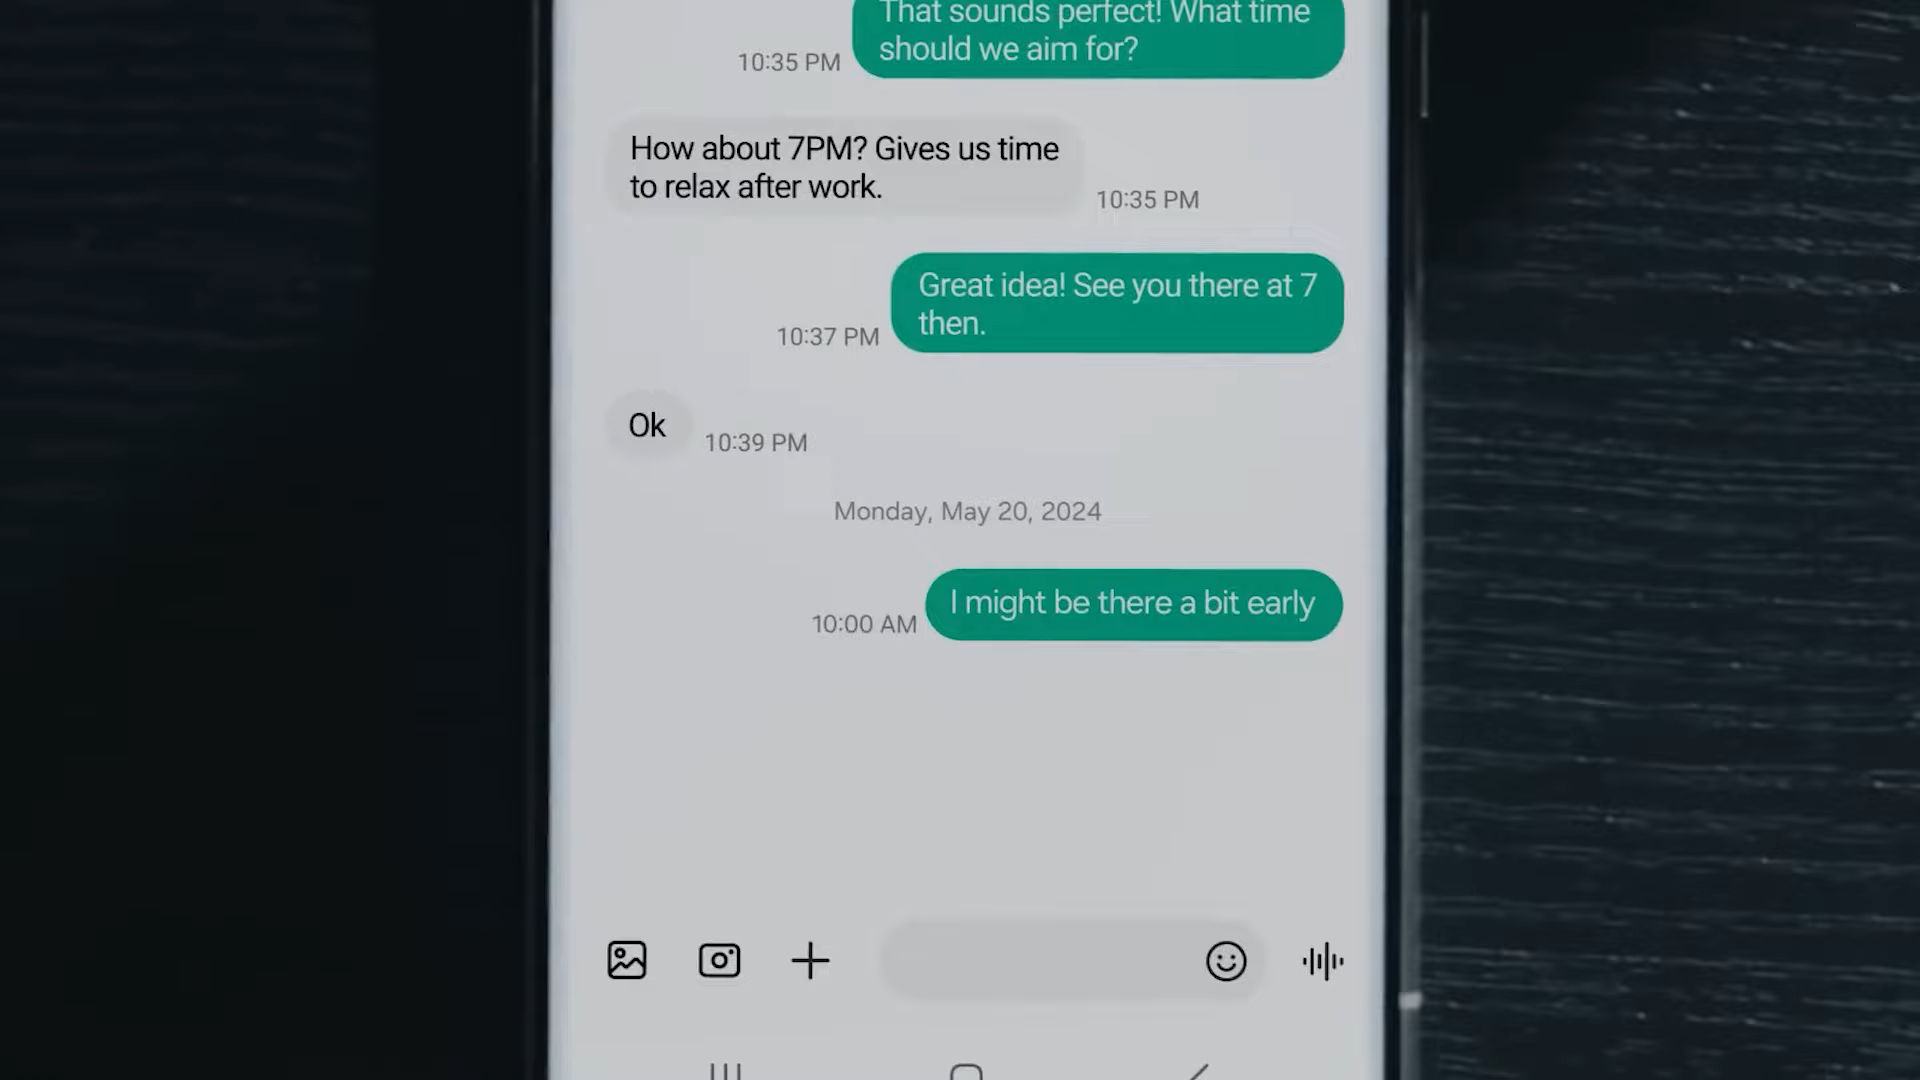 That sounds perfect! What time
should we aim for?
10:35 PM
How about 7PM? Gives us time
to relax after work.
10:35 PM
Great idea! See you there at 7
then.
10:37 PM
Ok
10:39 PM
Monday, May 20, 2024
I might be there a bit early
10:00 AM